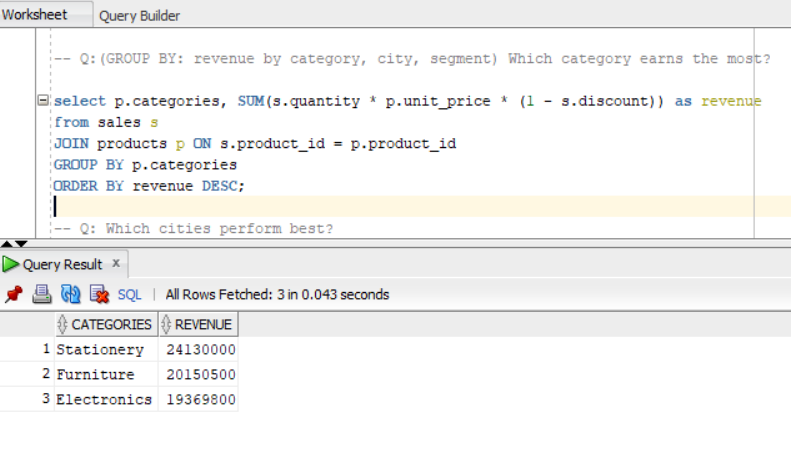 Worksheet Query Builder
-- Q:(GROUP BY: revenue by category, city, segment) Which category earns the most?
select p.categories, SUM(s.quantity * p.unit_price * (1 - s.discount)) as revenue
from sales s
JOIN products p ON s.product_id = p.product_id
GROUP BY p.categories
ORDER BY revenue DESC;
-- Q: Which cities perform best?
Query Result x
SQL | All Rows Fetched: 3 in 0.043 seconds
CATEGORIES REVENUE
1 Stationery 24130000
2 Furniture 20150500
3 Electronics 19369800